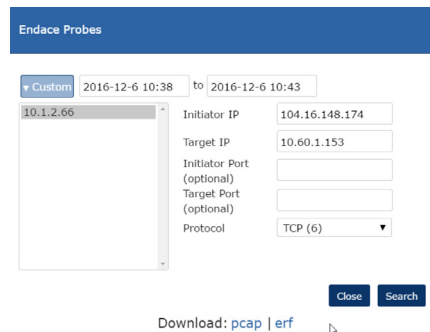 Endace Probes
▾ Custom 2016-12-6 10:38 to 2016-12-6 10:43
10.1.2.66
Initiator IP 104.16.148.174
Target IP 10.60.1.153
Initiator Port
(optional)
Target Port
(optional)
Protocol TCP (6) ▼
Close Search
Download: pcap | erf